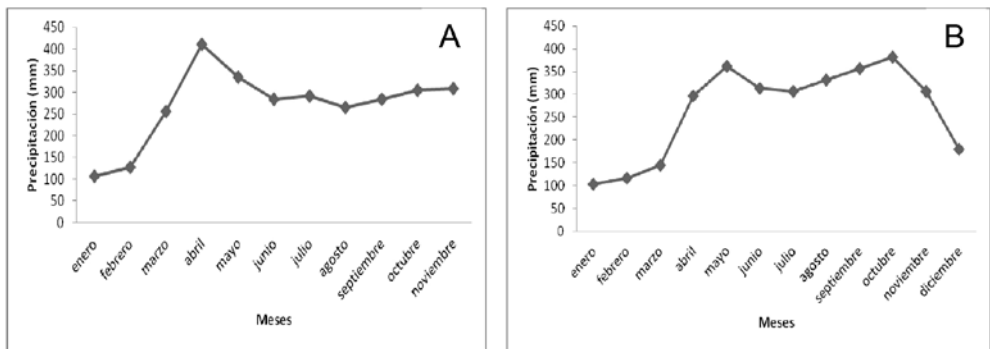 A
Precipitación (mm)
450
400
350
300
250
200
150
100
50
0
enero
febrero
marzo
abril
mayo
junio
julio
agosto
septiembre
octubre
noviembre
Meses
B
Precipitación (mm)
450
400
350
300
250
200
150
100
50
0
enero
febrero
marzo
abril
mayo
junio
julio
agosto
septiembre
octubre
noviembre
diciembre
Meses